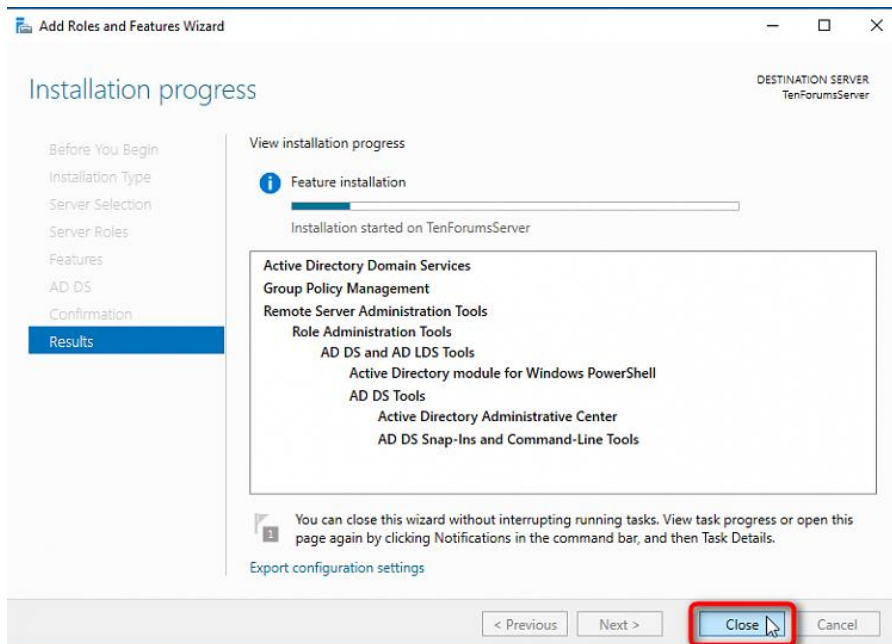 Add Roles and Features Wizard
Installation progress
DESTINATION SERVER
TenForumsServer
Before You Begin
Installation Type
Server Selection
Server Roles
Features
AD DS
Confirmation
Results
View installation progress
Feature installation
Installation started on TenForumsServer
Active Directory Domain Services
Group Policy Management
Remote Server Administration Tools
Role Administration Tools
AD DS and AD LDS Tools
Active Directory module for Windows PowerShell
AD DS Tools
Active Directory Administrative Center
AD DS Snap-Ins and Command-Line Tools
1
You can close this wizard without interrupting running tasks. View task progress or open this
page again by clicking Notifications in the command bar, and then Task Details.
Export configuration settings
< Previous
Next >
Close
Cancel